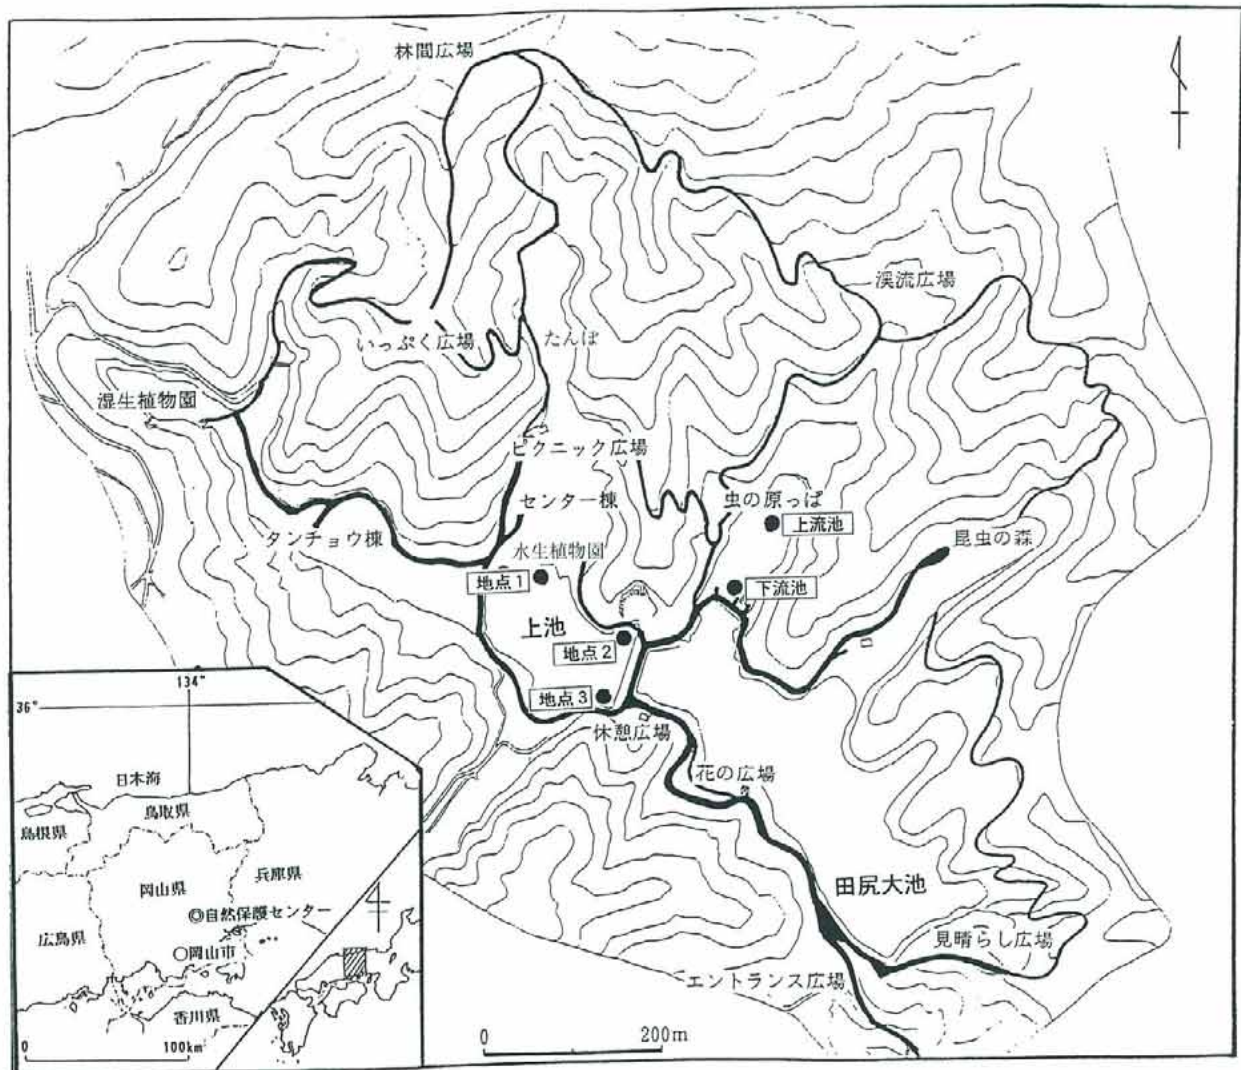 林間広場
渓流広場
いっぷく広場
たんぼ
湿生植物園
ピクニック広場
センター棟
虫の原っぱ
上流池
タンチョウ棟
水生植物園
昆虫の森
地点1
下流池
上池
地点2
地点3
休憩広場
花の広場
田尻大池
見晴らし広場
エントランス広場
0 200m
134°
36°
日本海
鳥取県
島根県
兵庫県
岡山県
自然保護センター
広島県
岡山市
香川県
0 100km